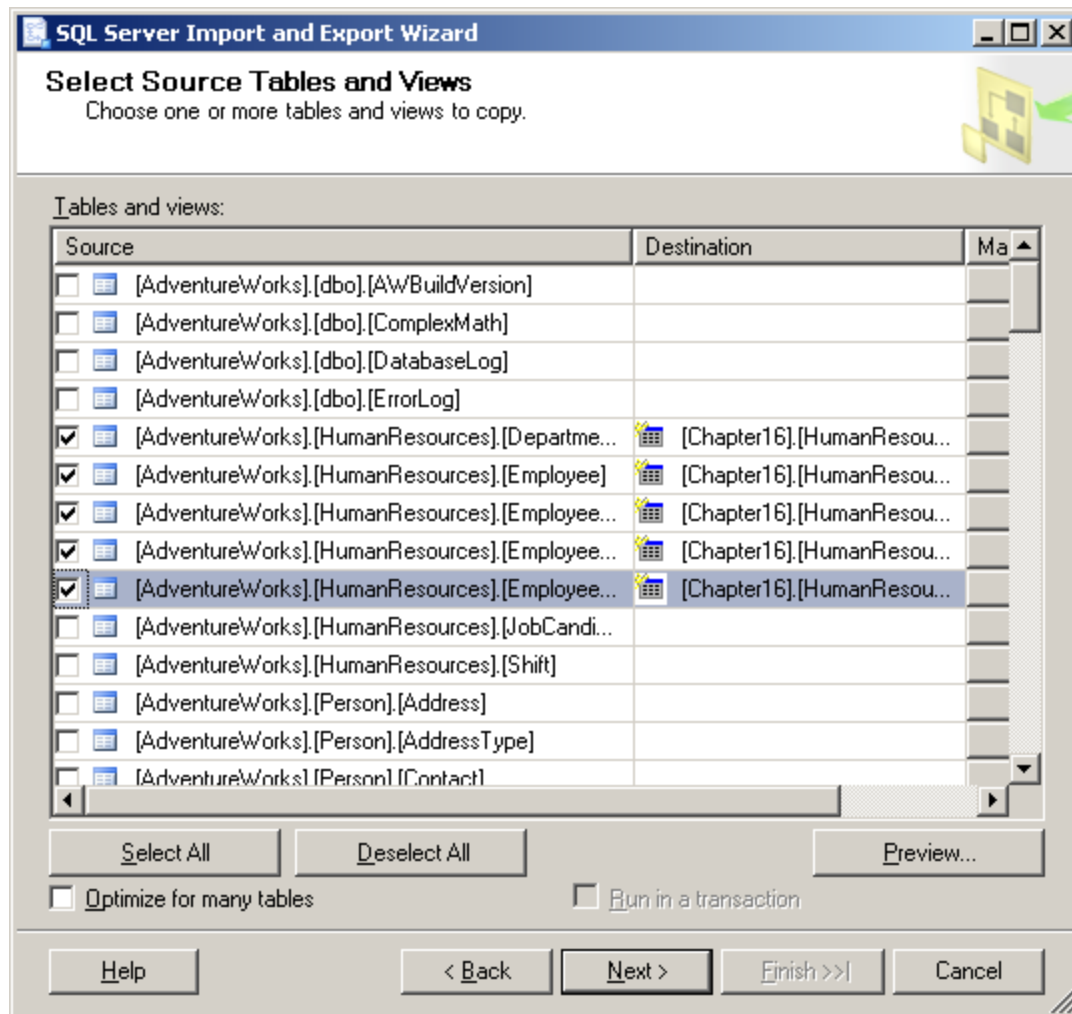 SQL Server Import and Export Wizard
Select Source Tables and Views
Choose one or more tables and views to copy.
Tables and views:
Source Destination Ma
[AdventureWorks].[dbo].[AWBuildVersion]
[AdventureWorks].[dbo].[ComplexMath]
[AdventureWorks].[dbo].[DatabaseLog]
[AdventureWorks].[dbo].[ErrorLog]
[AdventureWorks].[HumanResources].[Departme... [Chapter16].[HumanResou...
[AdventureWorks].[HumanResources].[Employee] [Chapter16].[HumanResou...
[AdventureWorks].[HumanResources].[Employee... [Chapter16].[HumanResou...
[AdventureWorks].[HumanResources].[Employee... [Chapter16].[HumanResou...
[AdventureWorks].[HumanResources].[Employee... [Chapter16].[HumanResou...
[AdventureWorks].[HumanResources].[JobCandi...
[AdventureWorks].[HumanResources].[Shift]
[AdventureWorks].[Person].[Address]
[AdventureWorks].[Person].[AddressType]
[AdventureWorks].[Person].[Contact]
Select All Deselect All Preview...
Optimize for many tables Run in a transaction
Help < Back Next > Finish >>| Cancel